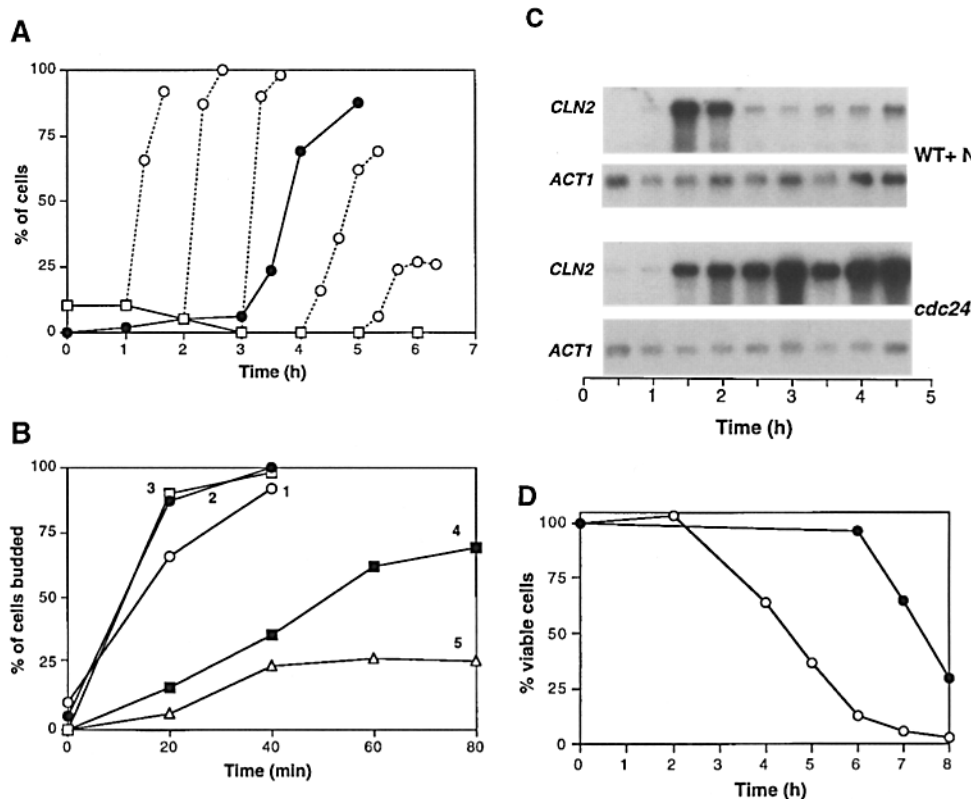 A
% of cells
100
75
50
25
0
0 1 2 3 4 5 6 7
Time (h)
B
% of cells budded
100
75
50
25
0
3
2
1
4
5
0 20 40 60 80
Time (min)
C
CLN2
ACT1
WT+ N
CLN2
ACT1
cdc24
0 1 2 3 4 5
Time (h)
D
% viable cells
100
75
50
25
0
0 1 2 3 4 5 6 7 8
Time (h)